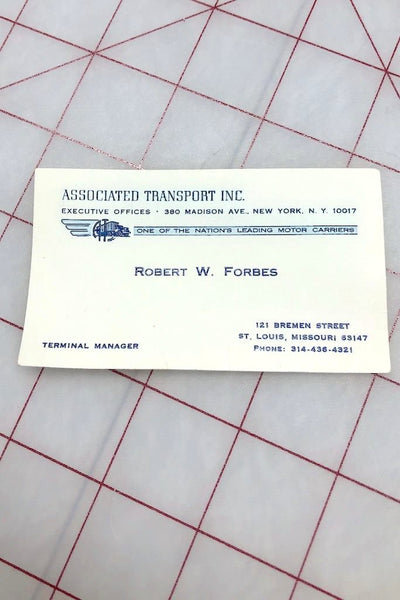 ASSOCIATED TRANSPORT INC.
EXECUTIVE OFFICES · 380 MADISON AVE., NEW YORK, N. Y. 10017
ONE OF THE NATION'S LEADING MOTOR CARRIERS
ROBERT W. FORBES
121 BREMEN STREET
ST. LOUIS, MISSOURI 63147
TERMINAL MANAGER
PHONE: 314-436-4321